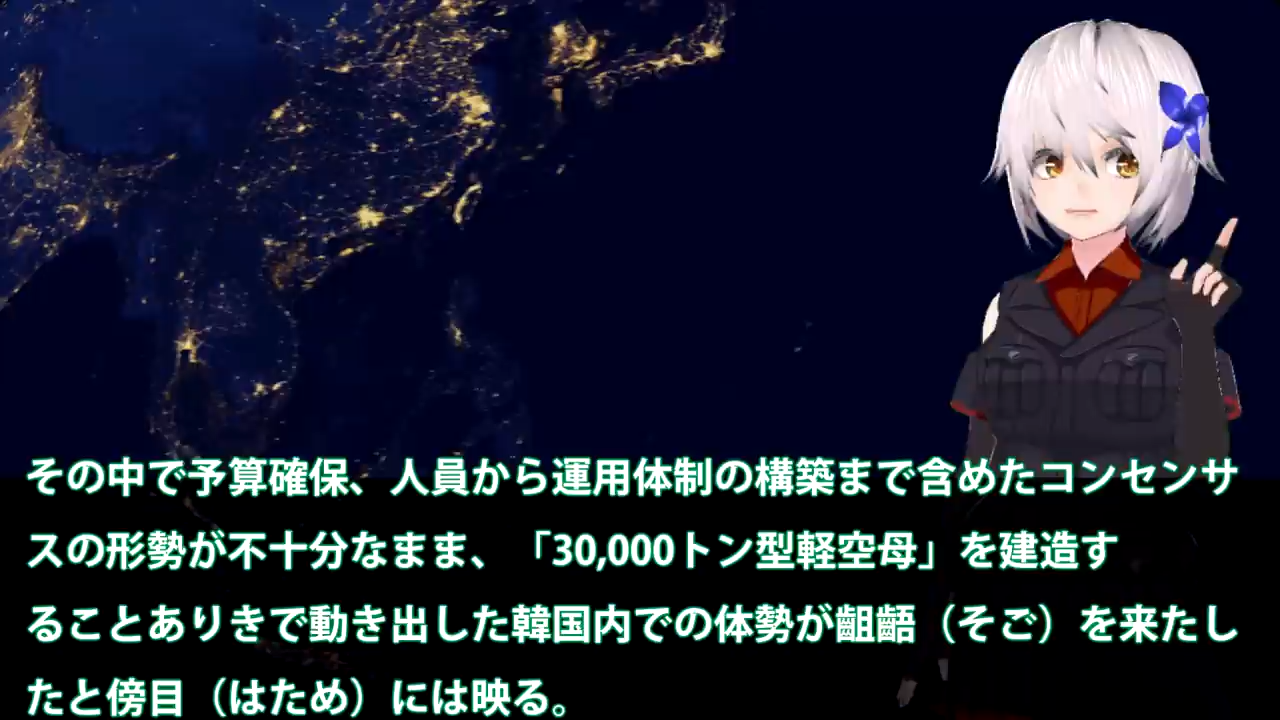 その中で予算確保、人員から運用体制の構築まで含めたコンセンサ
スの形勢が不十分なまま、「30,000トン型軽空母」を建造す
ることありきで動き出した韓国内での体勢が齟齬（そご）を来たし
たと傍目（はため）には映る。